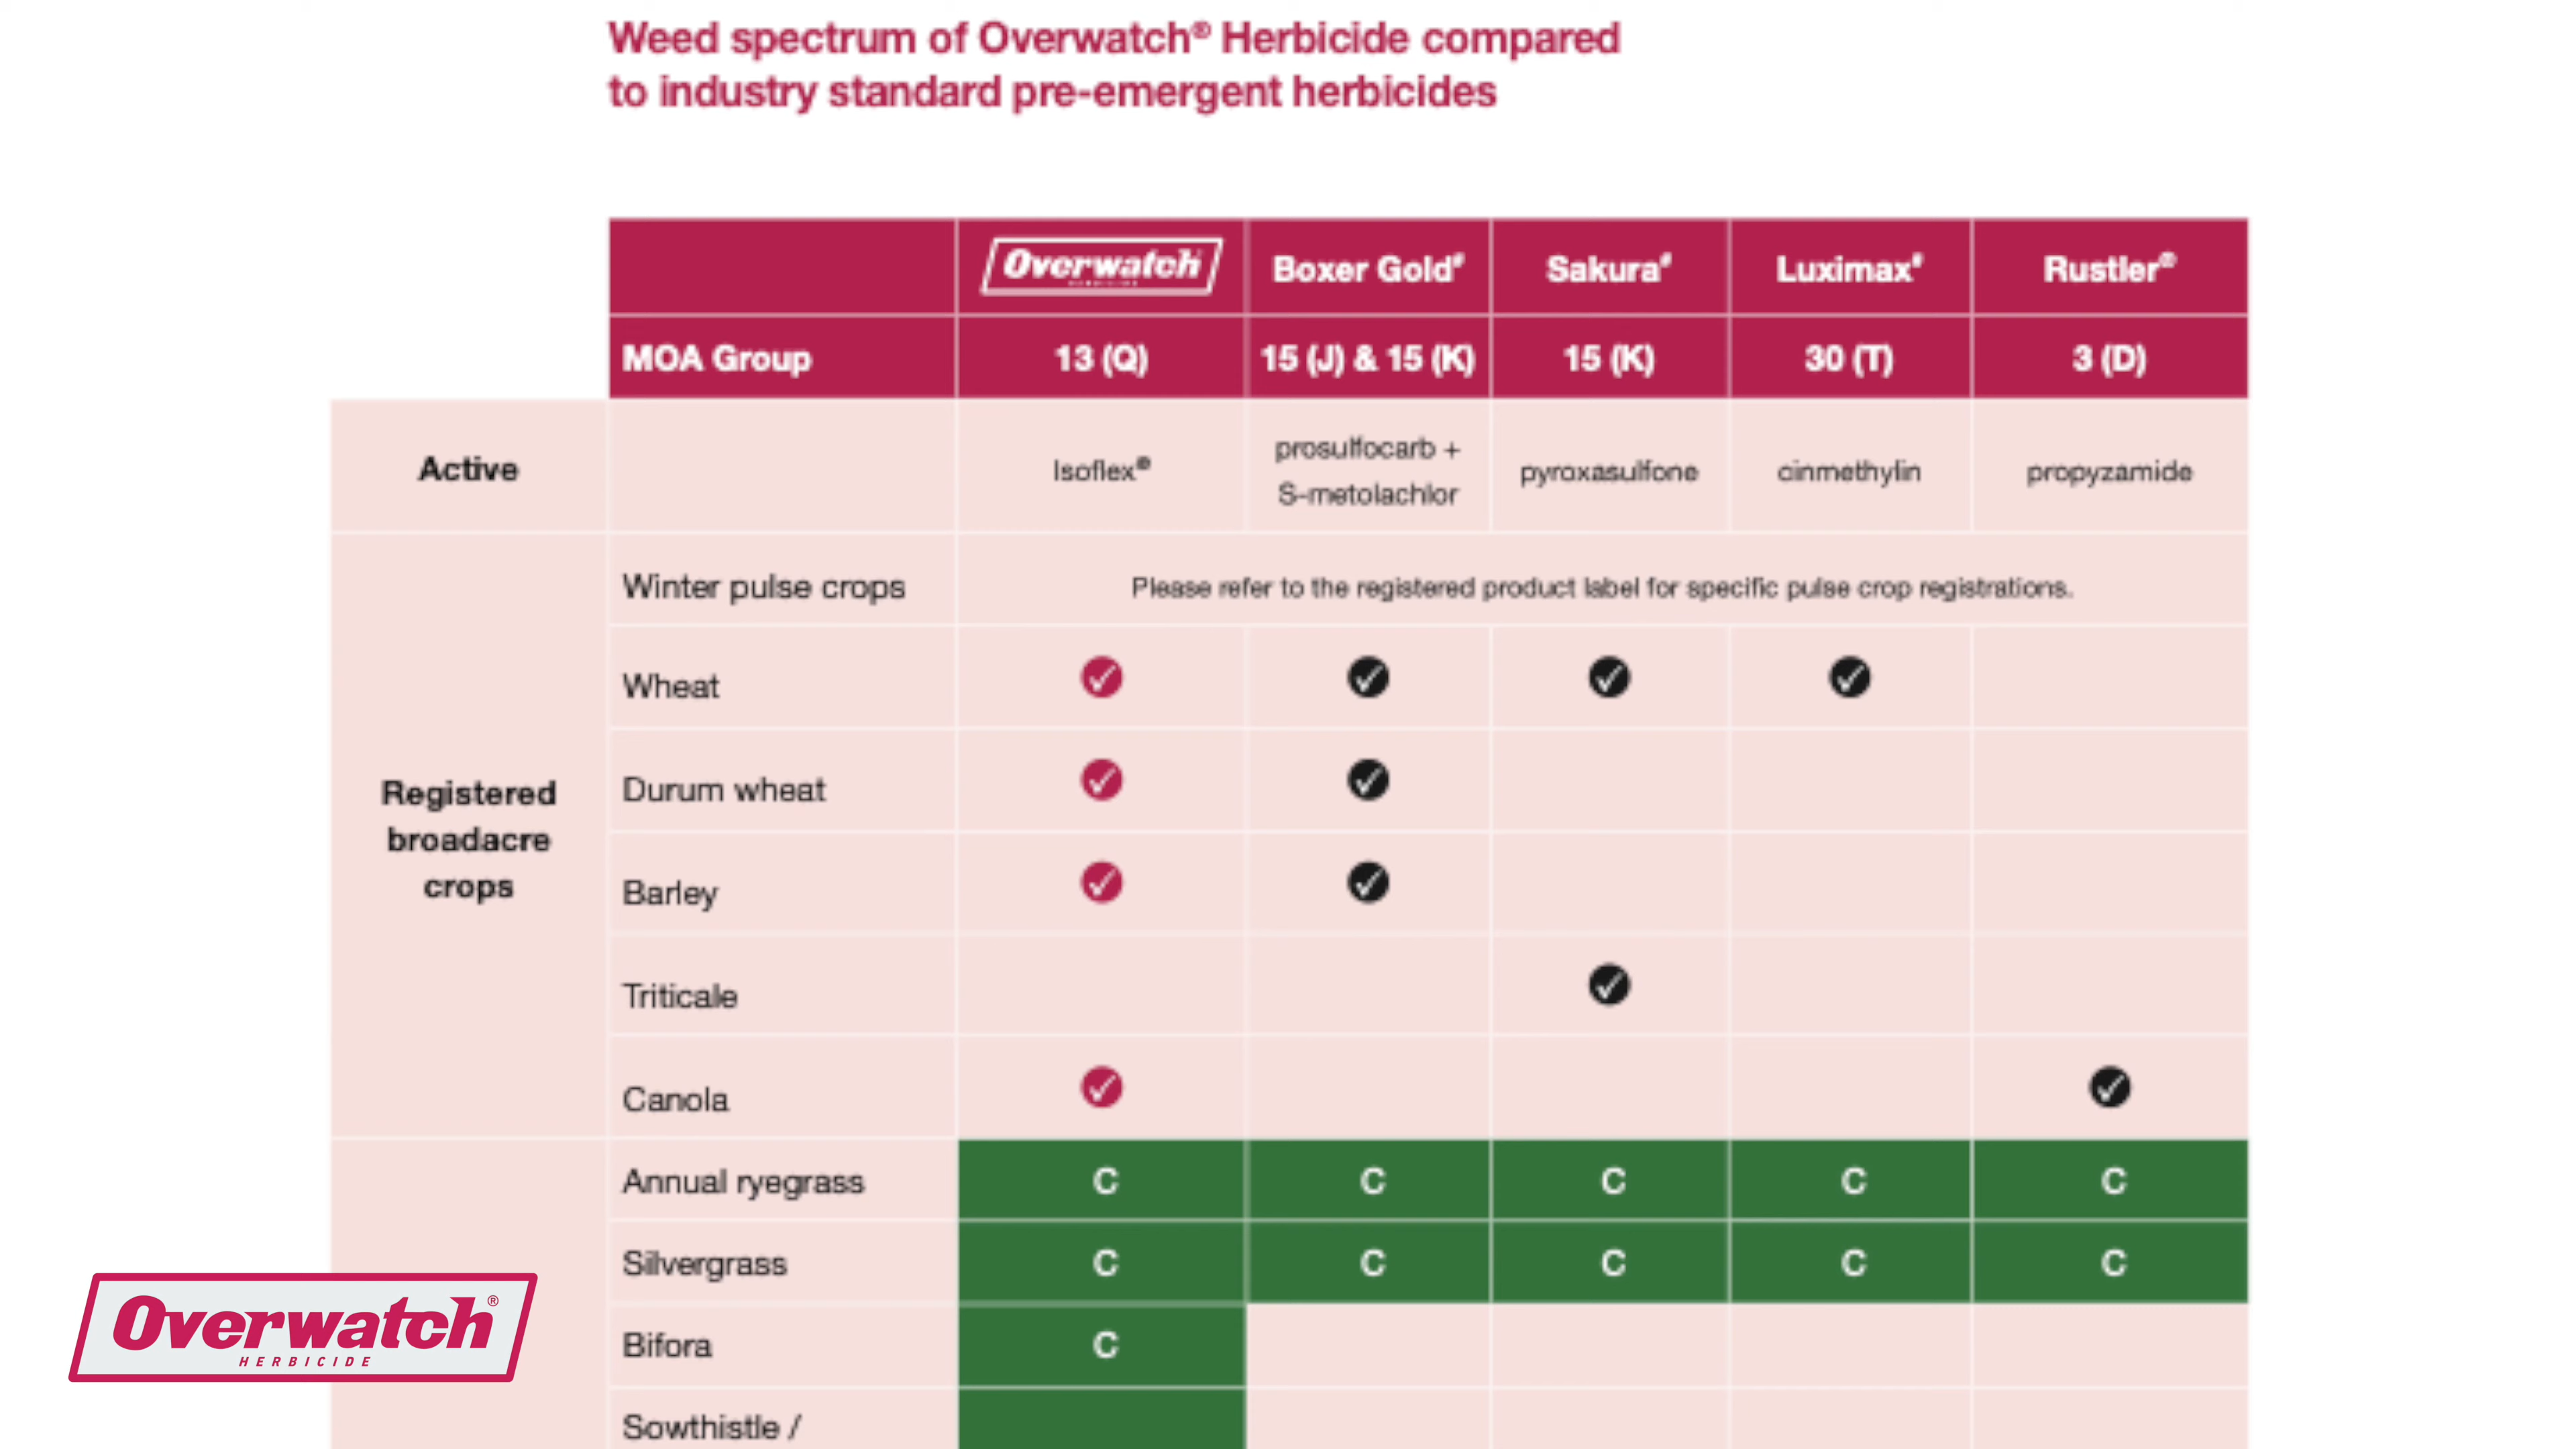 Weed spectrum of Overwatch® Herbicide compared
to industry standard pre-emergent herbicides
Overwatch Boxer Gold# Sakura# Luximax# Rustler®
HERBICIDE
MOA Group 13 (Q) 15 (J) & 15 (K) 15 (K) 30 (T) 3 (D)
Active Isoflex® prosulfocarb + S-metolachlor pyroxasulfone cinmethylin propyzamide
Winter pulse crops Please refer to the registered product label for specific pulse crop registrations.
Registered
broadacre
crops
Wheat ✓ ✓ ✓ ✓
Durum wheat ✓ ✓
Barley ✓ ✓
Triticale ✓
Canola ✓ ✓
Annual ryegrass C C C C C
Silvergrass C C C C C
Bifora C
Sowthistle /
Overwatch®
HERBICIDE